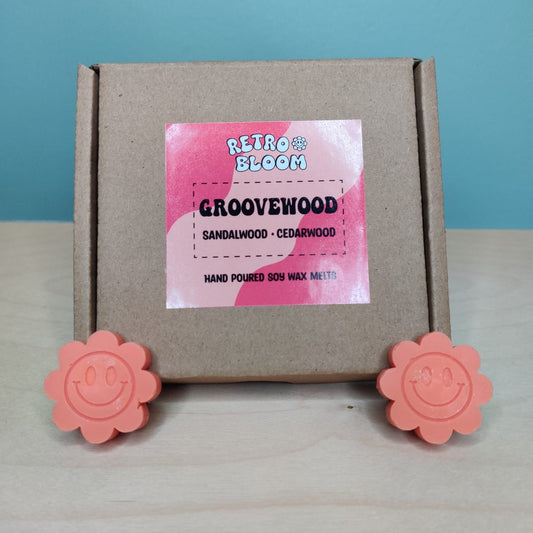 RETRO
BLOOM
GROOVEWOOD
SANDALWOOD • CEDARWOOD
HAND POURED SOY WAX MELTS